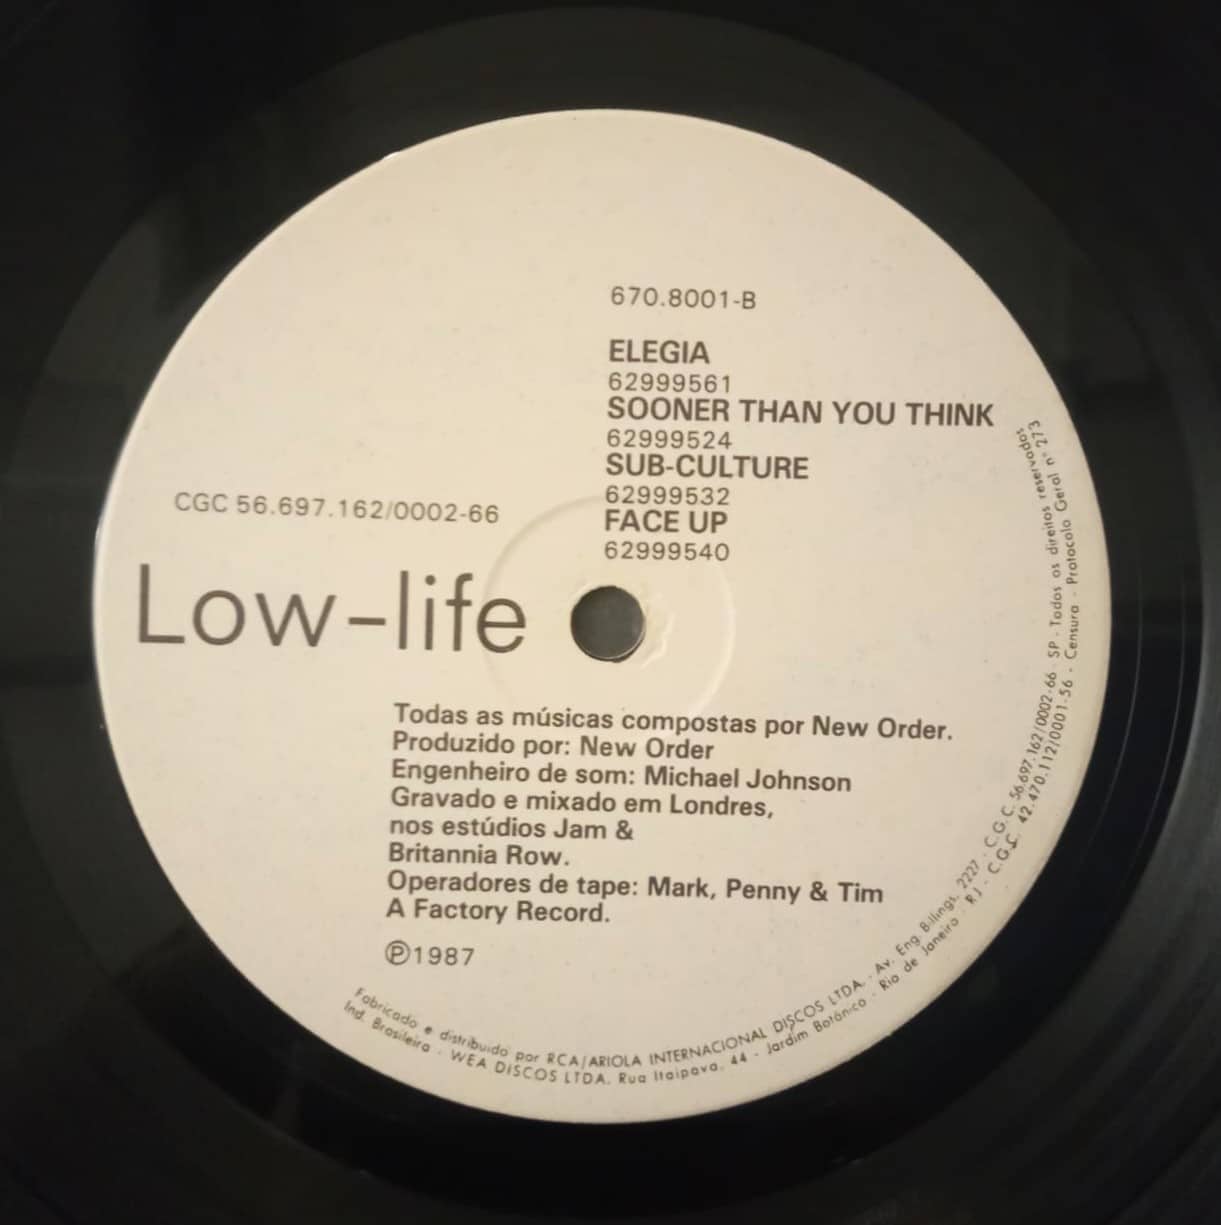 670.8001-B
ELEGIA
62999561
SOONER THAN YOU THINK
62999524
SUB-CULTURE
62999532
FACE UP
62999540
CGC 56.697.162/0002-66
Low-life
Todas as músicas compostas por New Order.
Produzido por: New Order
Engenheiro de som: Michael Johnson
Gravado e mixado em Londres,
nos estúdios Jam &
Britannia Row.
Operadores de tape: Mark, Penny & Tim
A Factory Record.
℗1987
Fabricado e distribuido por RCA/ARIOLA INTERNACIONAL DISCOS LTDA. - Av. Eng. Billings, 2227 - C.G.C. 56.697.162/0002-66 - SP - Todos os direitos reservados
Ind. Brasileira - WEA DISCOS LTDA. Rua Itaipava, 44 - Jardim Botânico - Rio de Janeiro - RJ - C.G.C. 42.470.112/0001-56 - Censura - Protocolo Geral n° 273